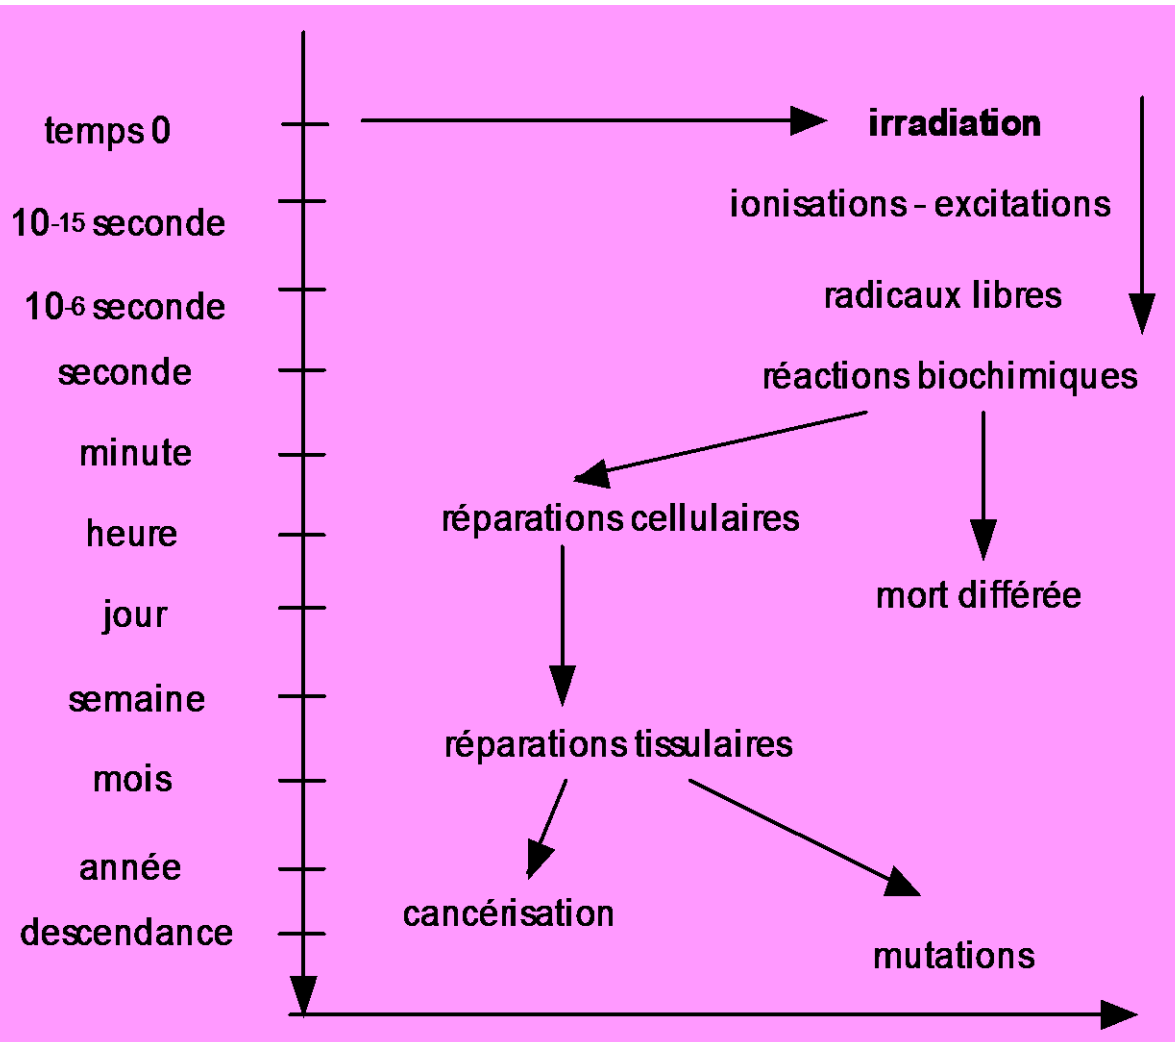 temps 0
irradiation
10-15 seconde
ionisations - excitations
10-6 seconde
radicaux libres
seconde
réactions biochimiques
minute
heure
réparations cellulaires
jour
mort différée
semaine
réparations tissulaires
mois
année
cancérisation
descendance
mutations